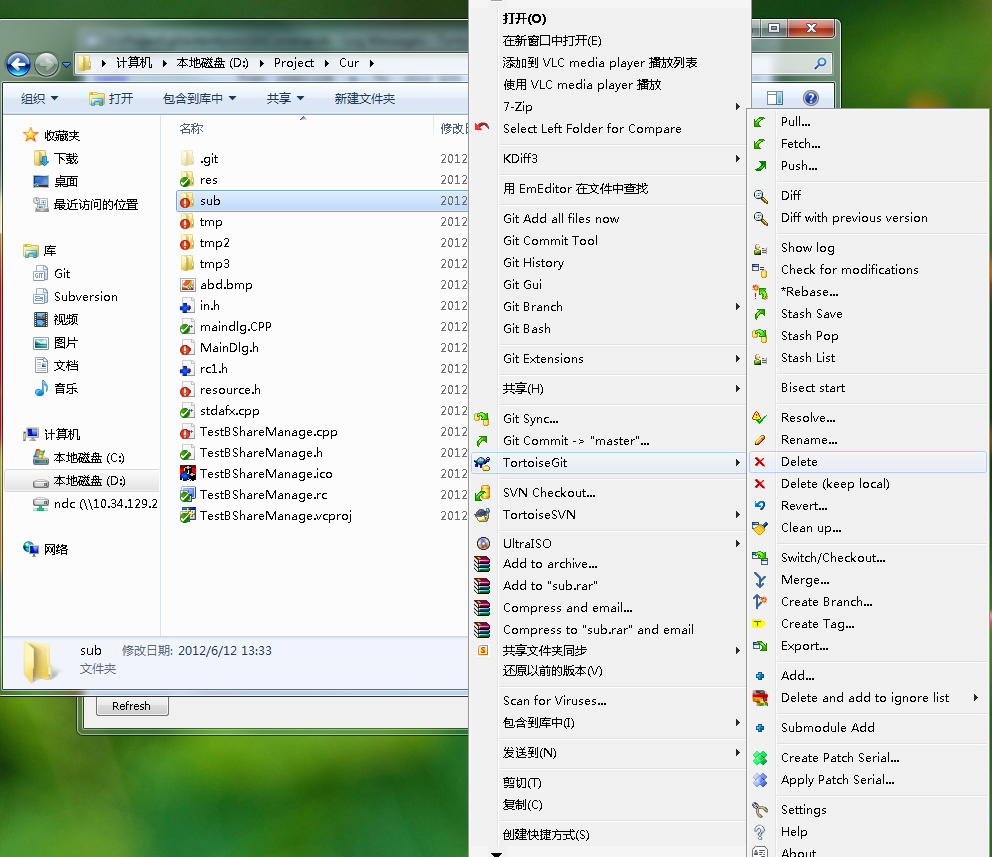 计算机 本地磁盘 (D:) Project Cur
组织 打开 包含到库中 共享 新建文件夹
收藏夹
下载
桌面
最近访问的位置
库
Git
Subversion
视频
图片
文档
音乐
计算机
本地磁盘 (C:)
本地磁盘 (D:)
ndc (\\10.34.129.2
网络
名称 修改日
.git 2012
res 2012
sub 2012
tmp 2012
tmp2 2012
tmp3 2012
abd.bmp 2012
in.h 2012
maindlg.CPP 2012
MainDlg.h 2012
rc1.h 2012
resource.h 2012
stdafx.cpp 2012
TestBShareManage.cpp 2012
TestBShareManage.h 2012
TestBShareManage.ico 2012
TestBShareManage.rc 2012
TestBShareManage.vcproj 2012
sub 修改日期: 2012/6/12 13:33
文件夹
Refresh
打开(O)
在新窗口中打开(E)
添加到 VLC media player 播放列表
使用 VLC media player 播放
7-Zip
Select Left Folder for Compare
KDiff3
用 EmEditor 在文件中查找
Git Add all files now
Git Commit Tool
Git History
Git Gui
Git Branch
Git Bash
Git Extensions
共享(H)
Git Sync...
Git Commit -> "master"...
TortoiseGit
SVN Checkout...
TortoiseSVN
UltraISO
Add to archive...
Add to "sub.rar"
Compress and email...
Compress to "sub.rar" and email
共享文件夹同步
还原以前的版本(V)
Scan for Viruses...
包含到库中(I)
发送到(N)
剪切(T)
复制(C)
创建快捷方式(S)
Pull...
Fetch...
Push...
Diff
Diff with previous version
Show log
Check for modifications
*Rebase...
Stash Save
Stash Pop
Stash List
Bisect start
Resolve...
Rename...
Delete
Delete (keep local)
Revert...
Clean up...
Switch/Checkout...
Merge...
Create Branch...
Create Tag...
Export...
Add...
Delete and add to ignore list
Submodule Add
Create Patch Serial...
Apply Patch Serial...
Settings
Help
About